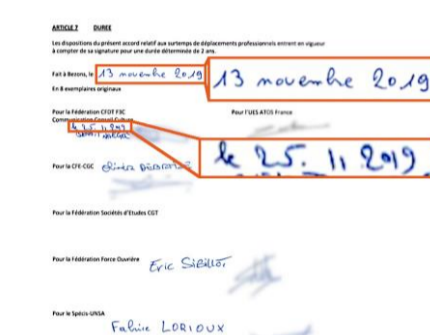 ARTICLE 7 DUREE
Les dispositions du présent accord relatif aux surtemps de déplacements professionnels entrent en vigueur
à compter de sa signature pour une durée déterminée de 2 ans.
Fait à Bezons, le 13 novembre 2019
13 novembre 2019
En 8 exemplaires originaux
Pour la Fédération CFDT F3C
Communication Conseil Culture
Pour l'UES ATOS France
le 25.11.2019
le 25. 11 2019
Pour la CFE-CGC
Pour la Fédération Sociétés d'Etudes CGT
Pour la Fédération Force Ouvrière Eric
Pour le Spécis-UNSA
Fabrice LORIOUX